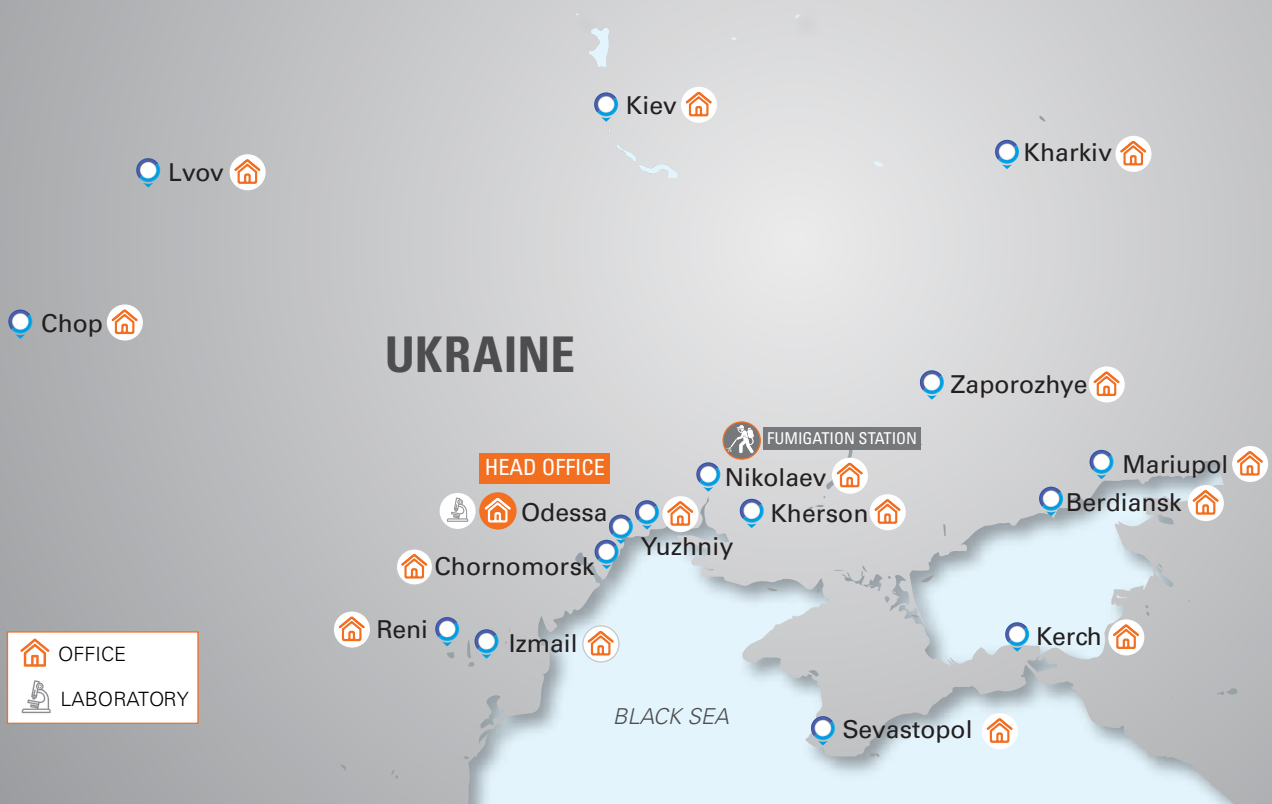 Kiev
Kharkiv
Lvov
Chop
UKRAINE
Zaporozhye
FUMIGATION STATION
HEAD OFFICE
Nikolaev
Mariupol
Berdiansk
Odessa
Kherson
Yuzhniy
Chornomorsk
Reni
Izmail
Kerch
OFFICE
LABORATORY
BLACK SEA
Sevastopol